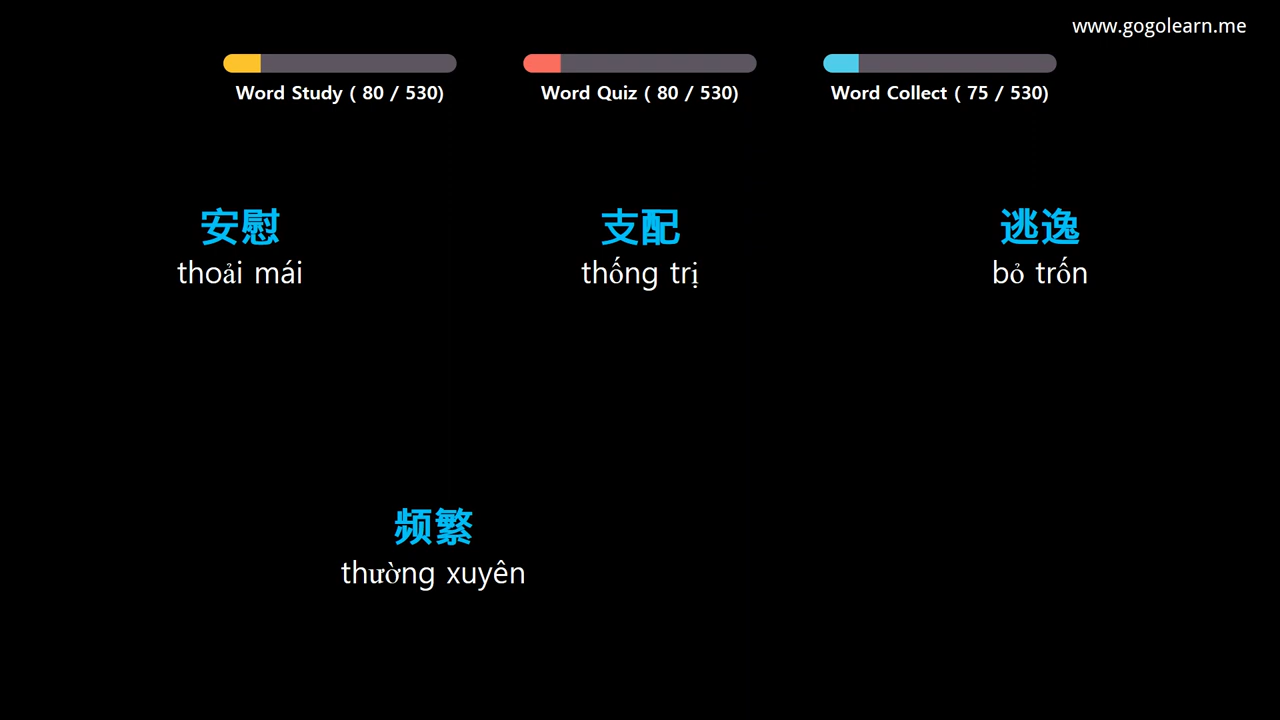 www.gogolearn.me
Word Study ( 80 / 530)
Word Quiz ( 80 / 530)
Word Collect ( 75 / 530)
安慰
thoải mái
支配
thống trị
逃逸
bỏ trốn
频繁
thường xuyên